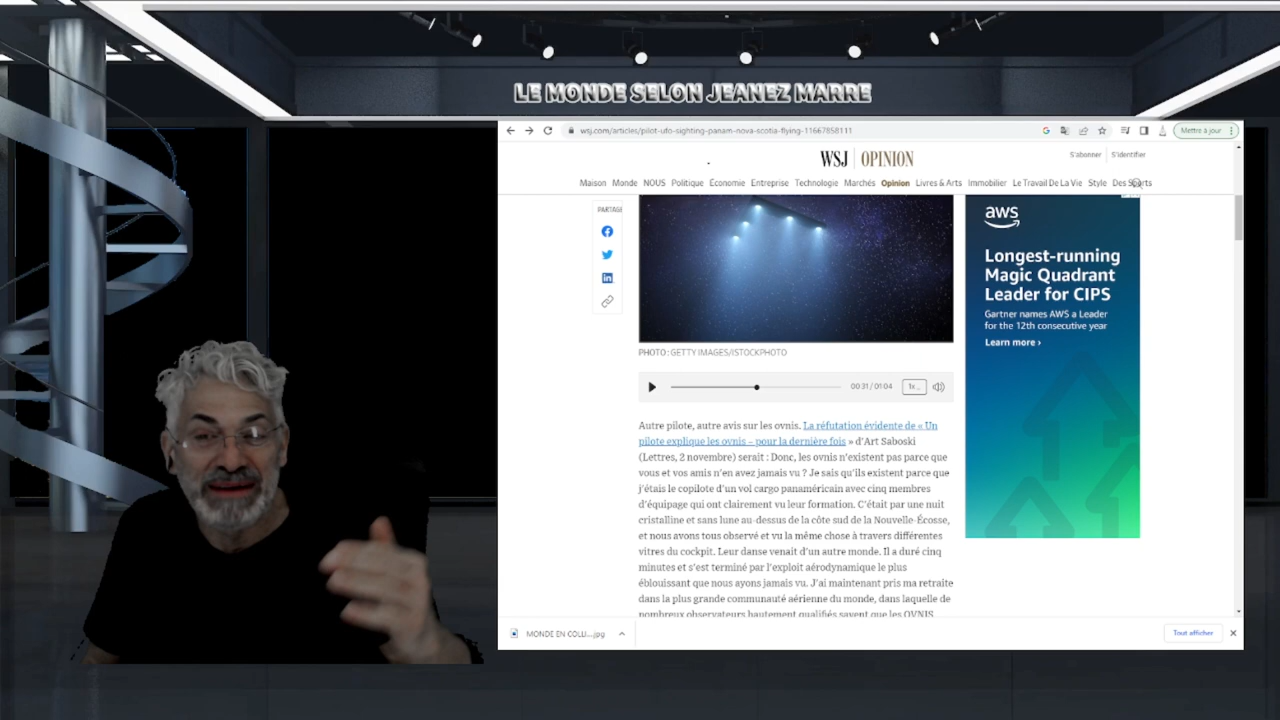 LE MONDE SELON JEANEZ MARRE
wsj.com/articles/pilot-ufo-sighting-panam-nova-scotia-flying-11667858111
Mettre à jour
WSJ OPINION
S'abonner S'identifier
Maison Monde NOUS Politique Économie Entreprise Technologie Marchés Opinion Livres & Arts Immobilier Le Travail De La Vie Style Des Sports
PARTAGE
PHOTO : GETTY IMAGES/ISTOCKPHOTO
00:31 / 01:04
Autre pilote, autre avis sur les ovnis. La réfutation évidente de « Un
pilote explique les ovnis – pour la dernière fois » d'Art Saboski
(Lettres, 2 novembre) serait : Donc, les ovnis n'existent pas parce que
vous et vos amis n'en avez jamais vu ? Je sais qu'ils existent parce que
j'étais le copilote d'un vol cargo panaméricain avec cinq membres
d'équipage qui ont clairement vu leur formation. C'était par une nuit
cristalline et sans lune au-dessus de la côte sud de la Nouvelle-Écosse,
et nous avons tous observé et vu la même chose à travers différentes
vitres du cockpit. Leur danse venait d'un autre monde. Il a duré cinq
minutes et s'est terminé par l'exploit aérodynamique le plus
éblouissant que nous ayons jamais vu. J'ai maintenant pris ma retraite
dans la plus grande communauté aérienne du monde, dans laquelle de
nombreux observateurs hautement qualifiés savent que les OVNIS
aws
Longest-running
Magic Quadrant
Leader for CIPS
Gartner names AWS a Leader
for the 12th consecutive year
Learn more ›
MONDE EN COLLI....jpg
Tout afficher